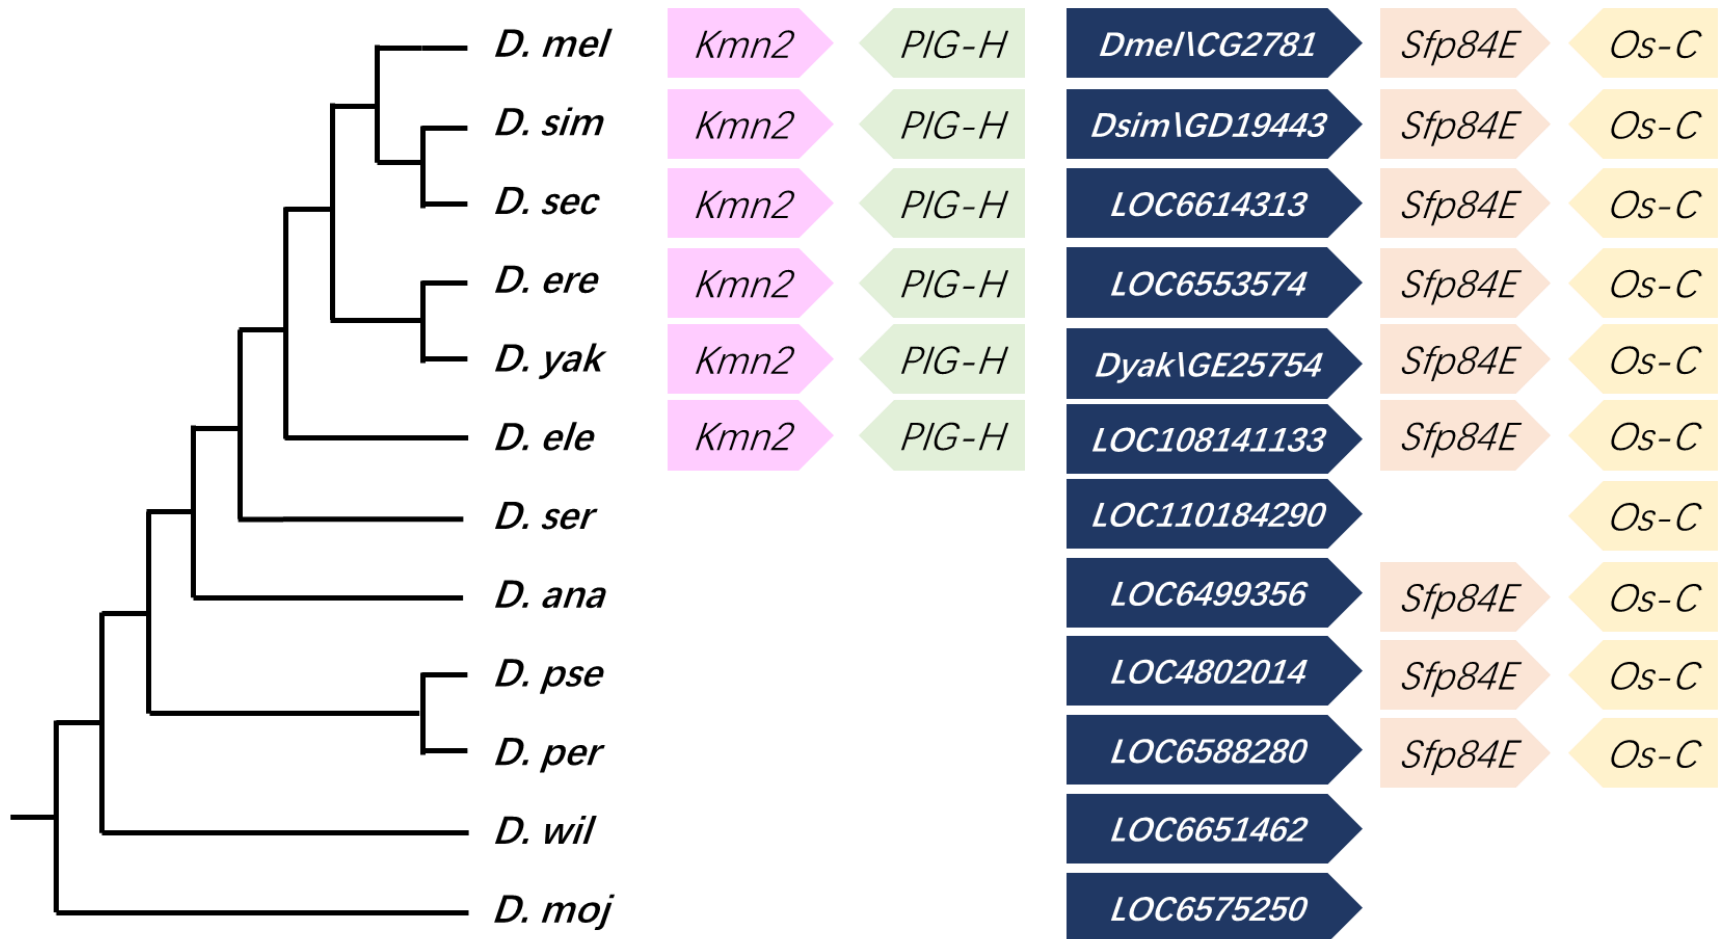 D. mel Kmn2 PIG-H Dmel\CG2781 Sfp84E Os-C
D. sim Kmn2 PIG-H Dsim\GD19443 Sfp84E Os-C
D. sec Kmn2 PIG-H LOC6614313 Sfp84E Os-C
D. ere Kmn2 PIG-H LOC6553574 Sfp84E Os-C
D. yak Kmn2 PIG-H Dyak\GE25754 Sfp84E Os-C
D. ele Kmn2 PIG-H LOC108141133 Sfp84E Os-C
D. ser LOC110184290 Os-C
D. ana LOC6499356 Sfp84E Os-C
D. pse LOC4802014 Sfp84E Os-C
D. per LOC6588280 Sfp84E Os-C
D. wil LOC6651462
D. moj LOC6575250